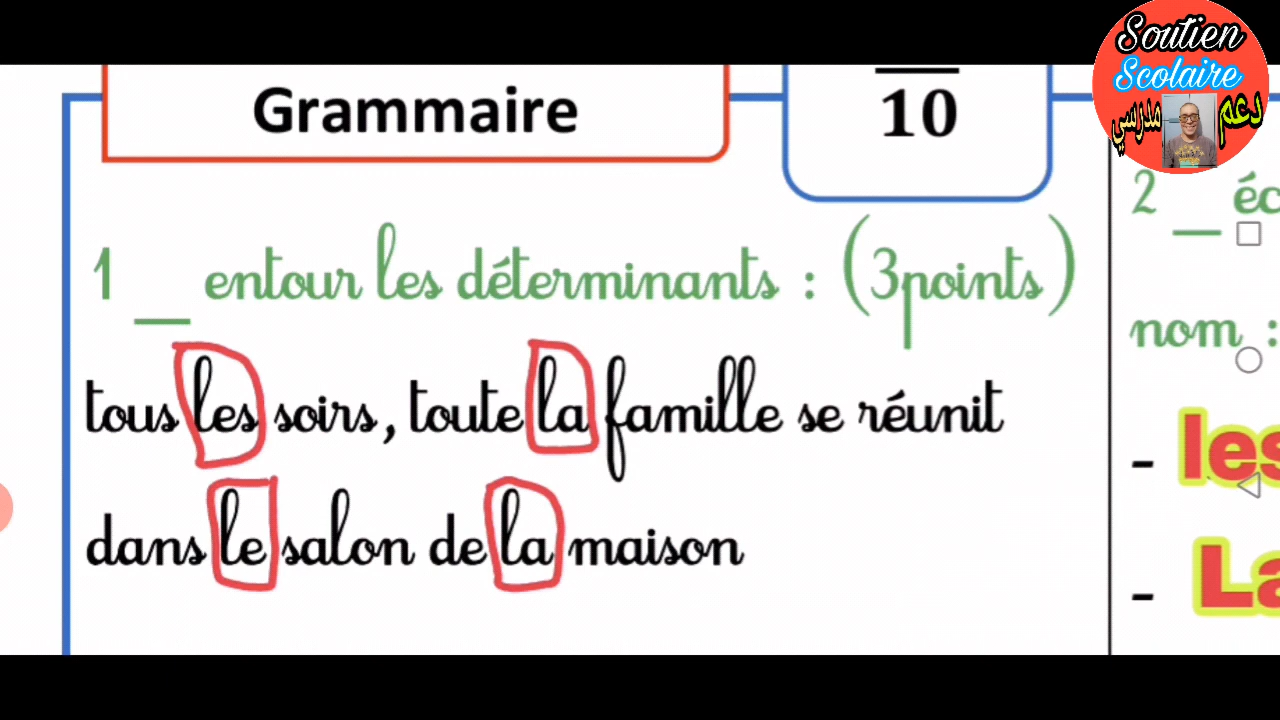 Soutien
Scolaire
دعم مدرسي
Grammaire
10
1 _ entour les déterminants : (3points)
tous les soirs, toute la famille se réunit
dans le salon de la maison
2 _ éc
nom :
- les
- La